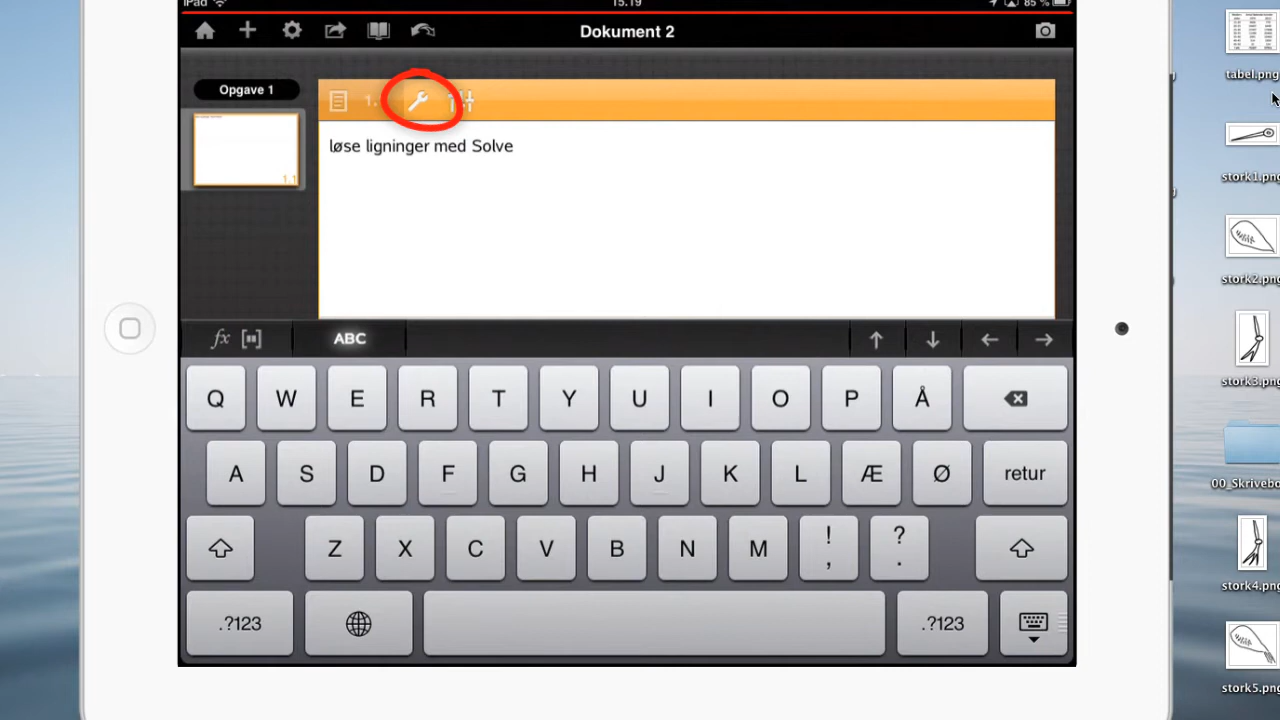 iPad
15.19
85 %
Dokument 2
Opgave 1
1.1
løse ligninger med Solve
fx
ABC
Q W E R T Y U I O P Å
A S D F G H J K L Æ Ø retur
Z X C V B N M ! , ? .
.?123 .?123
tabel.png
stork1.png
stork2.png
stork3.png
00_Skrivebo
stork4.png
stork5.png